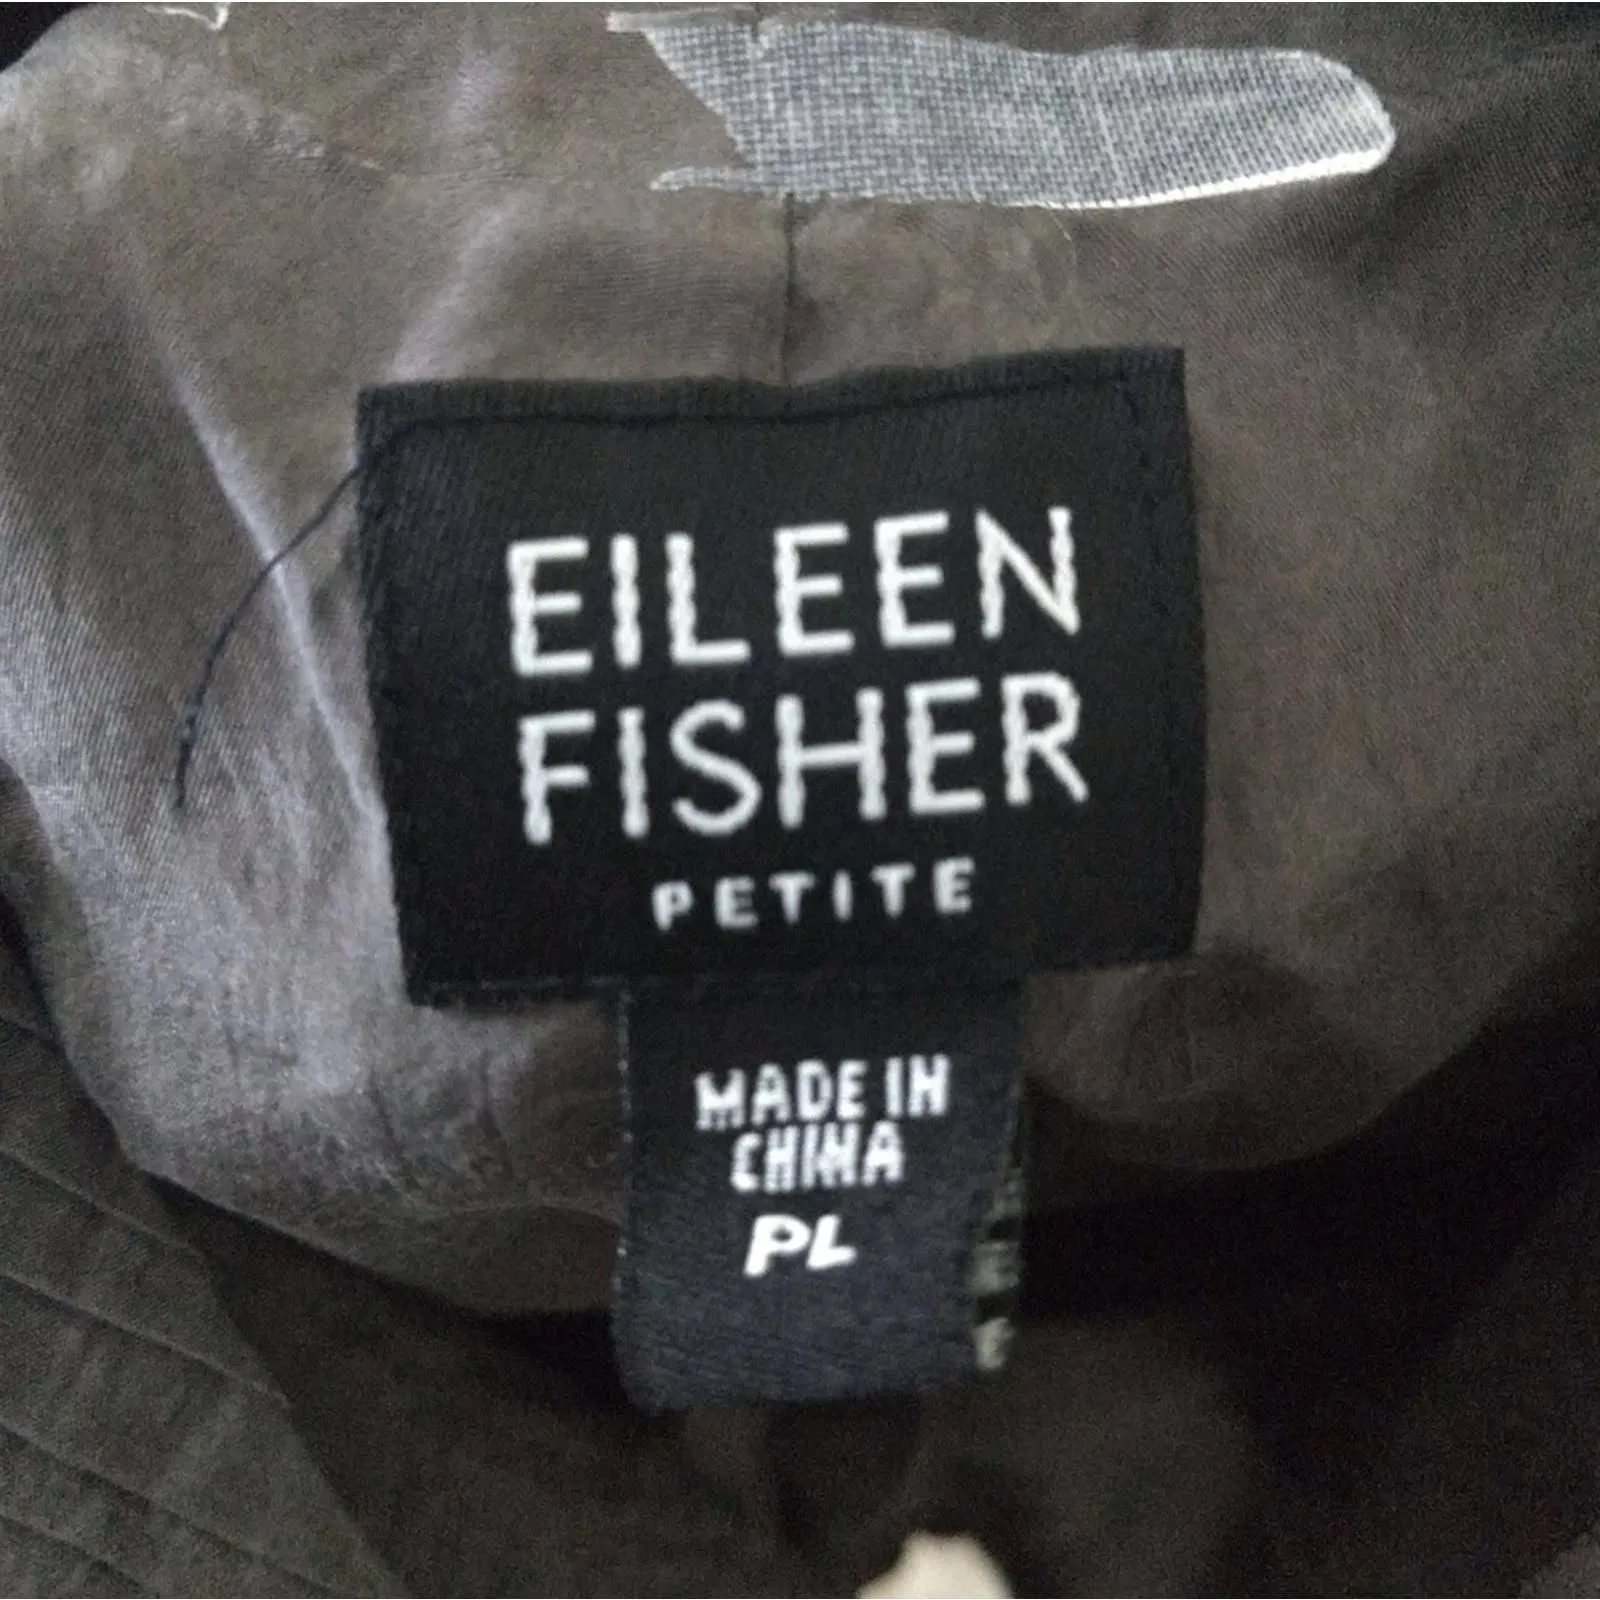 EILEEN
FISHER
PETITE
MADE IN
CHINA
PL